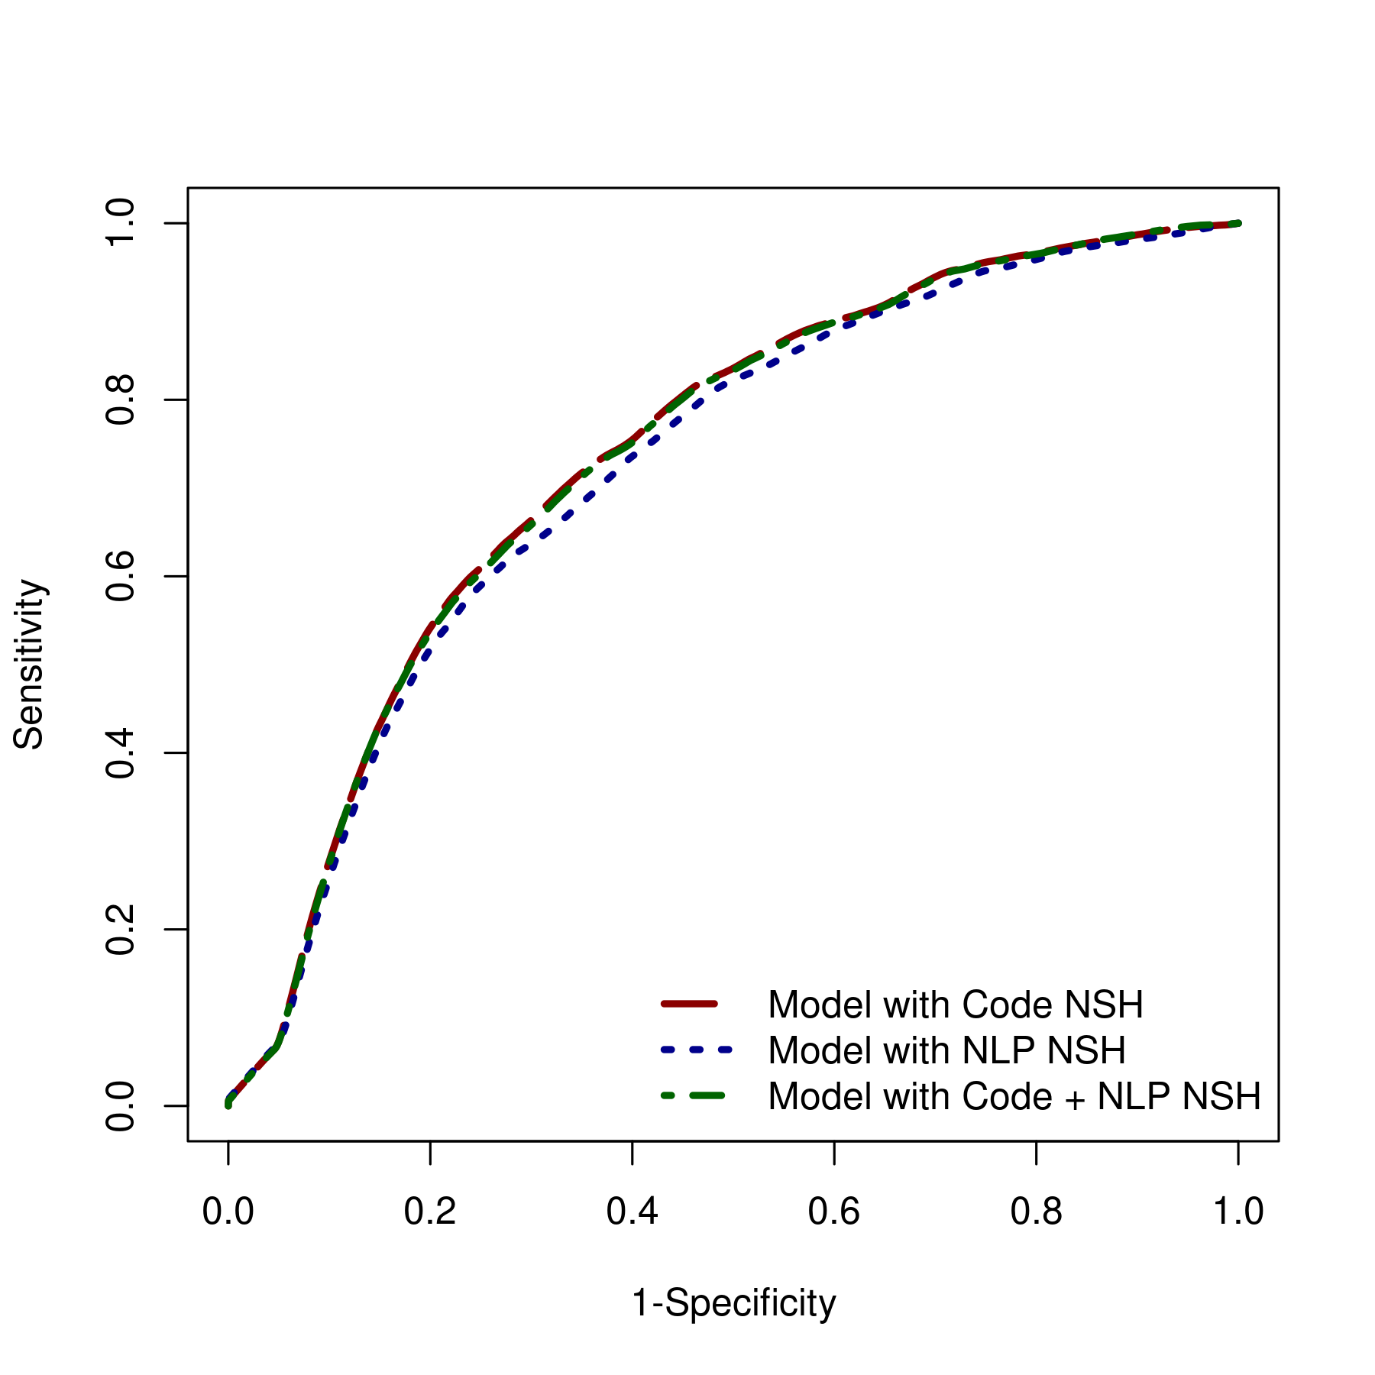 Sensitivity
1.0
0.8
0.6
0.4
0.2
0.0
Model with Code NSH
Model with NLP NSH
Model with Code + NLP NSH
0.0 0.2 0.4 0.6 0.8 1.0
1-Specificity